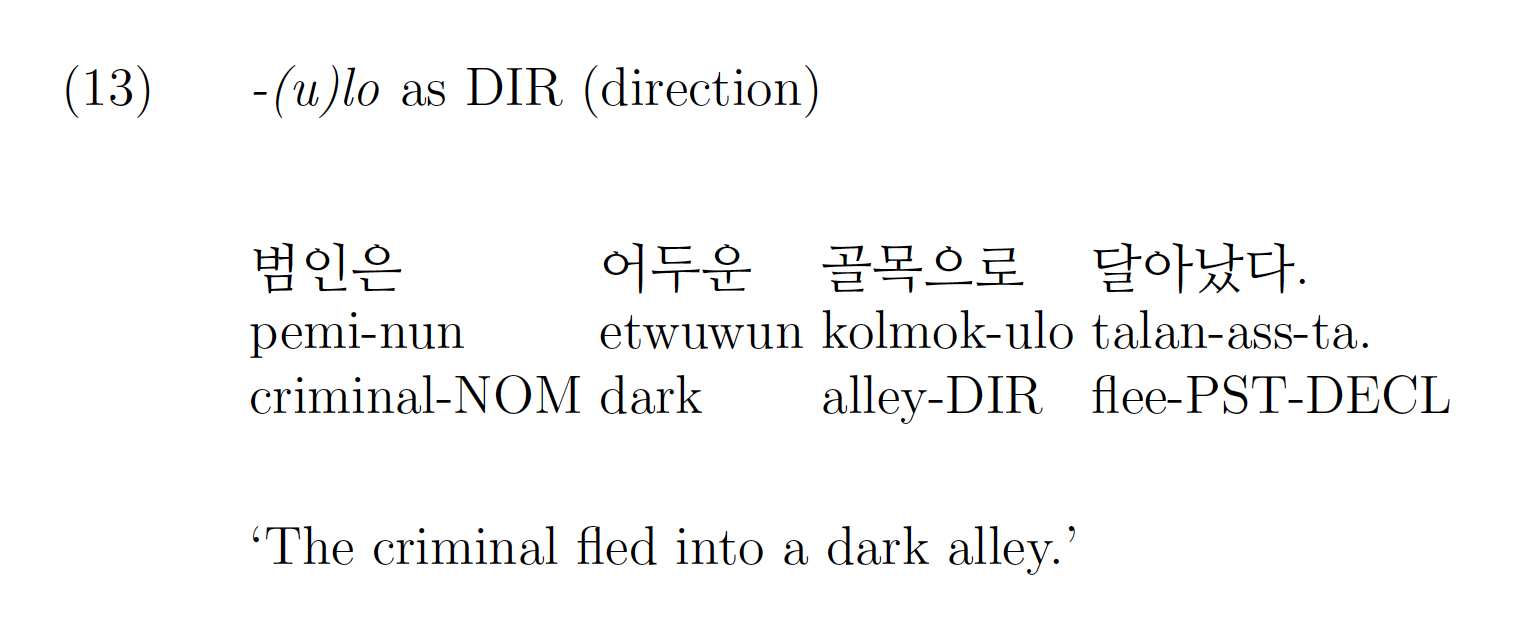 (13) -(u)lo as DIR (direction)
범인은 어두운 골목으로 달아났다.
pemi-nun etwuwun kolmok-ulo talan-ass-ta.
criminal-NOM dark alley-DIR flee-PST-DECL
‘The criminal fled into a dark alley.’